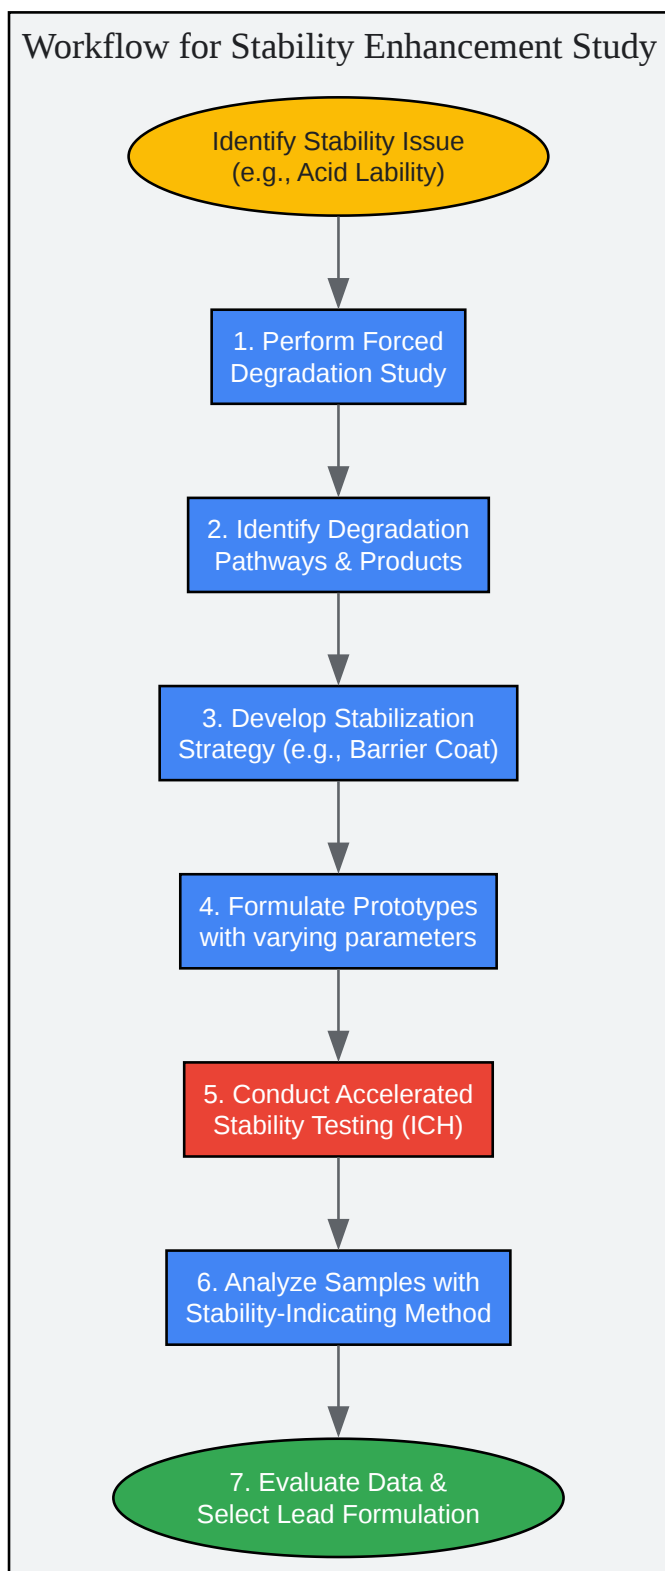 Workflow for Stability Enhancement Study
Identify Stability Issue
(e.g., Acid Lability)
1. Perform Forced
Degradation Study
2. Identify Degradation
Pathways & Products
3. Develop Stabilization
Strategy (e.g., Barrier Coat)
4. Formulate Prototypes
with varying parameters
5. Conduct Accelerated
Stability Testing (ICH)
6. Analyze Samples with
Stability-Indicating Method
7. Evaluate Data &
Select Lead Formulation